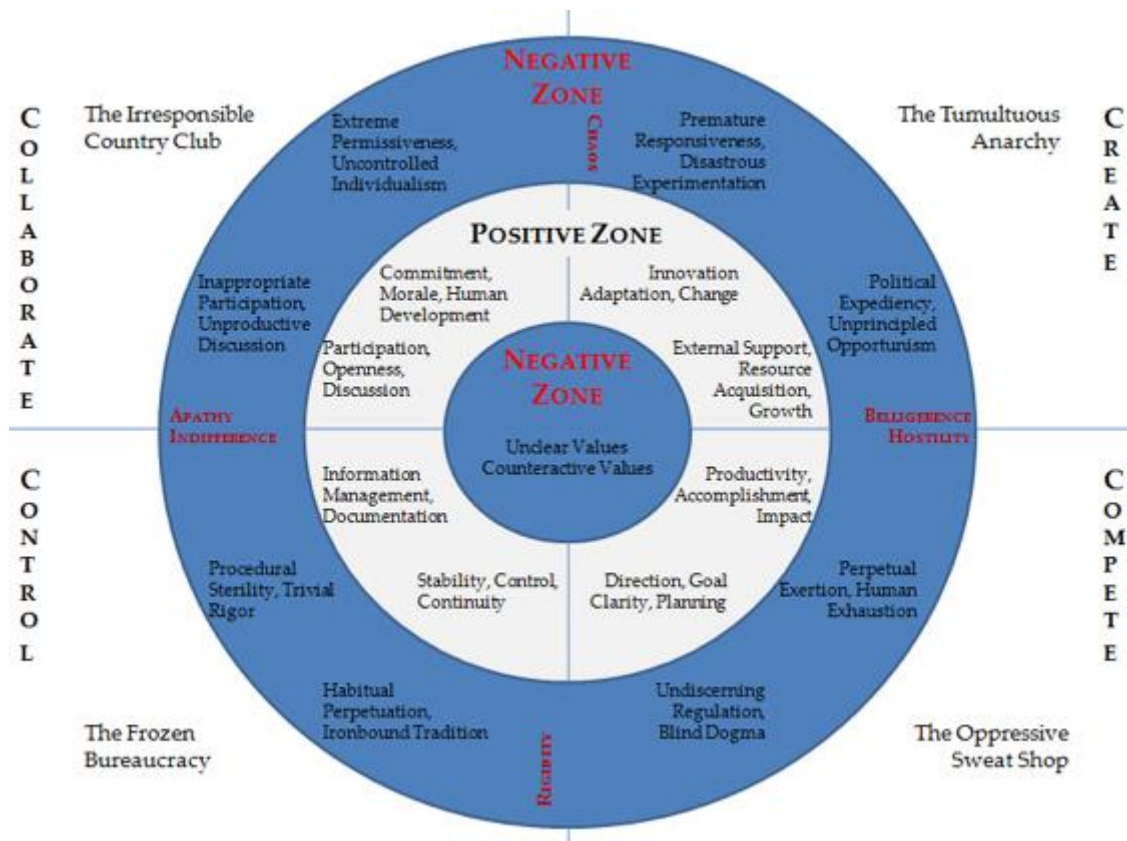 NEGATIVE
ZONE
CHAOS
COLLABORATE
The Irresponsible
Country Club
Extreme
Permissiveness,
Uncontrolled
Individualism
Premature
Responsiveness,
Disastrous
Experimentation
The Tumultuous
Anarchy
CREATE
POSITIVE ZONE
Commitment,
Morale, Human
Development
Innovation
Adaptation, Change
Inappropriate
Participation,
Unproductive
Discussion
Participation,
Openness,
Discussion
NEGATIVE
ZONE
Unclear Values
Counteractive Values
External Support,
Resource
Acquisition,
Growth
Political
Expediency,
Unprincipled
Opportunism
APATHY
INDIFFERENCE
BELLIGERENCE
HOSTILITY
CONTROL
Information
Management,
Documentation
Productivity,
Accomplishment,
Impact
COMPETE
Procedural
Sterility, Trivial
Rigor
Stability, Control,
Continuity
Direction, Goal
Clarity, Planning
Perpetual
Exertion, Human
Exhaustion
Habitual
Perpetuation,
Ironbound Tradition
Undiscerning
Regulation,
Blind Dogma
RIGIDITY
The Frozen
Bureaucracy
The Oppressive
Sweat Shop